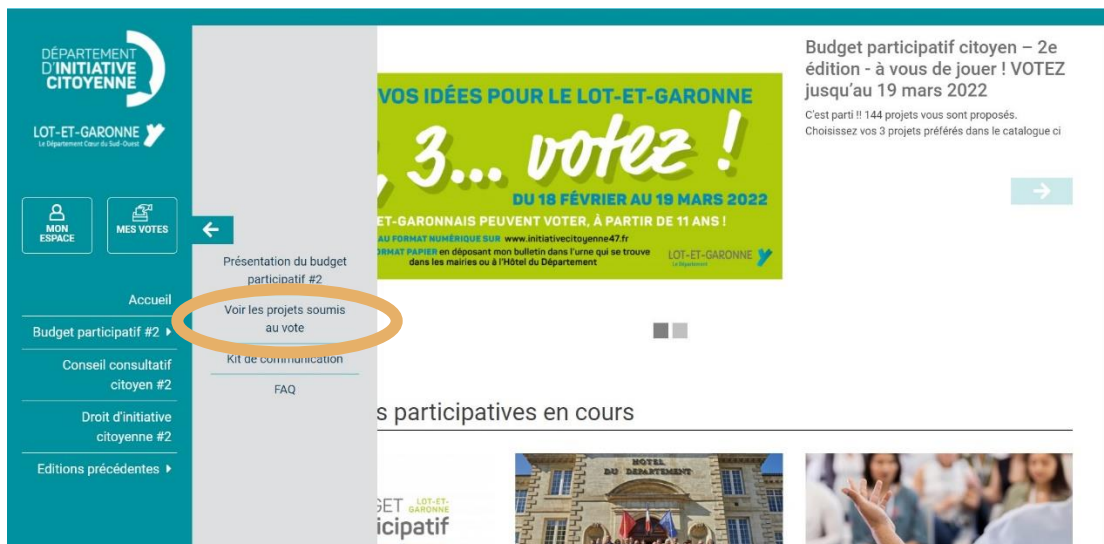 DÉPARTEMENT
D'INITIATIVE
CITOYENNE
LOT-ET-GARONNE
Le Département Cœur du Sud-Ouest
MON
ESPACE
MES VOTES
Accueil
Budget participatif #2
Conseil consultatif
citoyen #2
Droit d'initiative
citoyenne #2
Editions précédentes
Présentation du budget
participatif #2
Voir les projets soumis
au vote
Kit de communication
FAQ
VOS IDÉES POUR LE LOT-ET-GARONNE
, 3... votez !
DU 18 FÉVRIER AU 19 MARS 2022
ET-GARONNAIS PEUVENT VOTER, À PARTIR DE 11 ANS !
AU FORMAT NUMÉRIQUE SUR www.initiativecitoyenne47.fr
FORMAT PAPIER en déposant mon bulletin dans l'urne qui se trouve
dans les mairies ou à l'Hôtel du Département
LOT-ET-GARONNE
Le Département
Budget participatif citoyen – 2e
édition - à vous de jouer ! VOTEZ
jusqu'au 19 mars 2022
C'est parti !! 144 projets vous sont proposés.
Choisissez vos 3 projets préférés dans le catalogue ci
s participatives en cours
GET LOT-ET-
GARONNE
icipatif
HOTEL
DU DEPARTEMENT